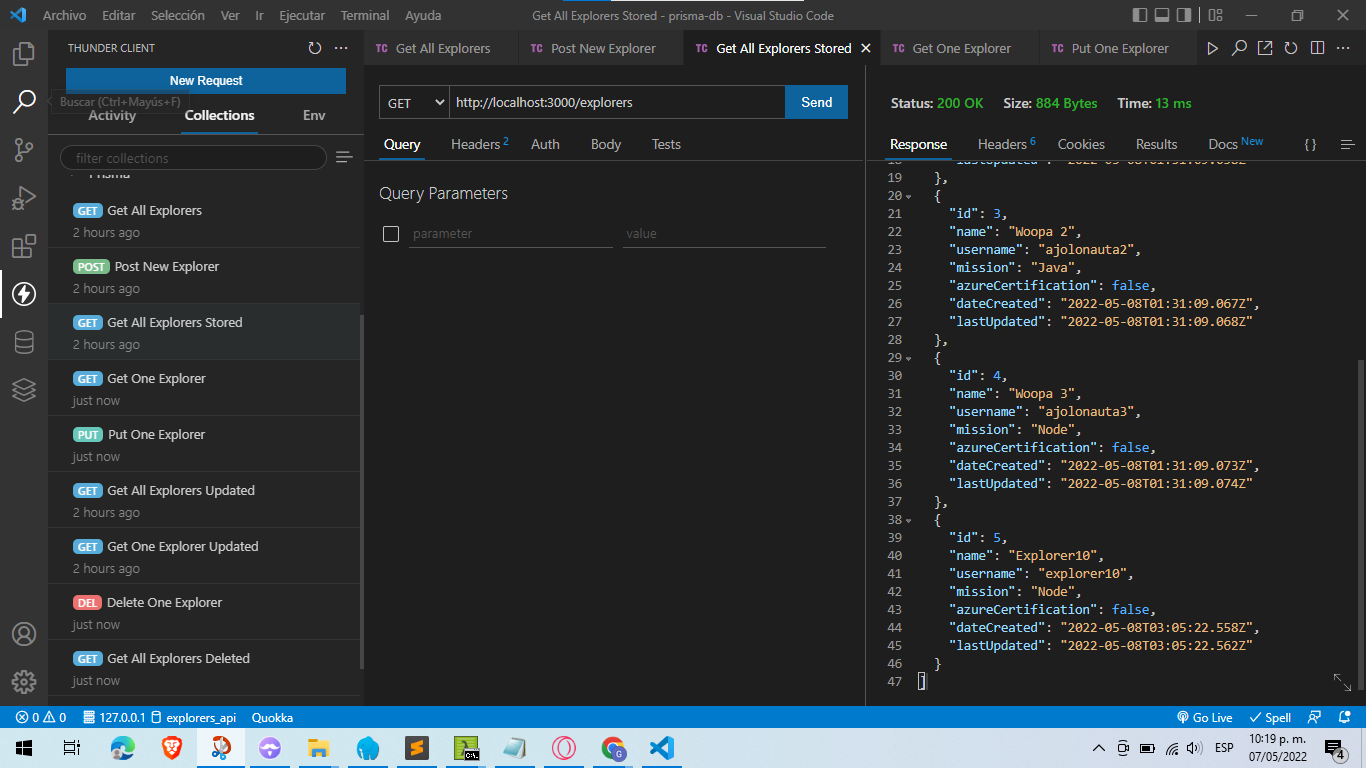 Archivo Editar Selección Ver Ir Ejecutar Terminal Ayuda Get All Explorers Stored - prisma-db - Visual Studio Code
THUNDER CLIENT
New Request
Buscar (Ctrl+Mayús+F)
Activity Collections Env
filter collections
Prisma
GET Get All Explorers
2 hours ago
POST Post New Explorer
2 hours ago
GET Get All Explorers Stored
2 hours ago
GET Get One Explorer
just now
PUT Put One Explorer
just now
GET Get All Explorers Updated
2 hours ago
GET Get One Explorer Updated
2 hours ago
DEL Delete One Explorer
just now
GET Get All Explorers Deleted
just now
TC Get All Explorers TC Post New Explorer TC Get All Explorers Stored TC Get One Explorer TC Put One Explorer
GET http://localhost:3000/explorers Send
Query Headers 2 Auth Body Tests
Query Parameters
parameter value
Status: 200 OK Size: 884 Bytes Time: 13 ms
Response Headers 6 Cookies Results Docs New { }
18 "lastUpdated": "2022-05-08T01:31:09.058Z"
19 },
20 {
21 "id": 3,
22 "name": "Woopa 2",
23 "username": "ajolonauta2",
24 "mission": "Java",
25 "azureCertification": false,
26 "dateCreated": "2022-05-08T01:31:09.067Z",
27 "lastUpdated": "2022-05-08T01:31:09.068Z"
28 },
29 {
30 "id": 4,
31 "name": "Woopa 3",
32 "username": "ajolonauta3",
33 "mission": "Node",
34 "azureCertification": false,
35 "dateCreated": "2022-05-08T01:31:09.073Z",
36 "lastUpdated": "2022-05-08T01:31:09.074Z"
37 },
38 {
39 "id": 5,
40 "name": "Explorer10",
41 "username": "explorer10",
42 "mission": "Node",
43 "azureCertification": false,
44 "dateCreated": "2022-05-08T03:05:22.558Z",
45 "lastUpdated": "2022-05-08T03:05:22.562Z"
46 }
47 ]
0 0 127.0.0.1 explorers_api Quokka Go Live Spell
ESP 10:19 p. m.
07/05/2022
4